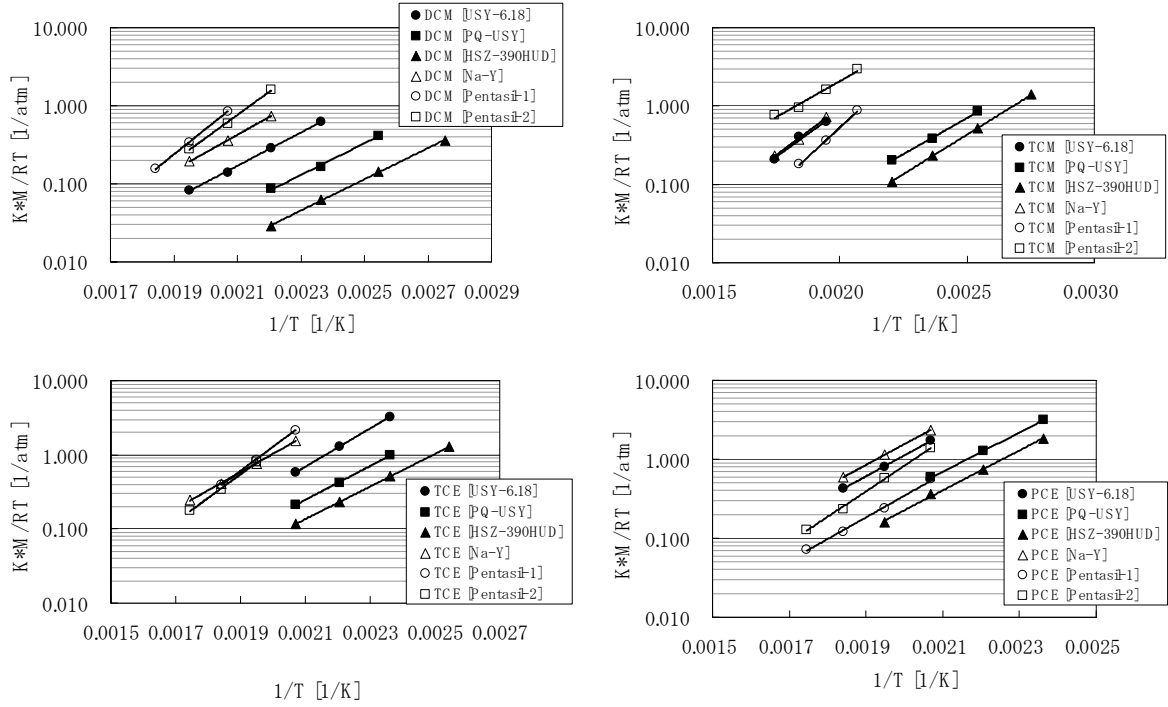 10.000
1.000
0.100
0.010
K*M/RT [1/atm]
0.0017 0.0019 0.0021 0.0023 0.0025 0.0027 0.0029
1/T [1/K]
DCM [USY-6.18]
DCM [PQ-USY]
DCM [HSZ-390HUD]
DCM [Na-Y]
DCM [Pentasil-1]
DCM [Pentasil-2]
10.000
1.000
0.100
0.010
K*M/RT [1/atm]
0.0015 0.0020 0.0025 0.0030
1/T [1/K]
TCM [USY-6.18]
TCM [PQ-USY]
TCM [HSZ-390HUD]
TCM [Na-Y]
TCM [Pentasil-1]
TCM [Pentasil-2]
10.000
1.000
0.100
0.010
K*M/RT [1/atm]
0.0015 0.0017 0.0019 0.0021 0.0023 0.0025 0.0027
1/T [1/K]
TCE [USY-6.18]
TCE [PQ-USY]
TCE [HSZ-390HUD]
TCE [Na-Y]
TCE [Pentasil-1]
TCE [Pentasil-2]
10.000
1.000
0.100
0.010
K*M/RT [1/atm]
0.0015 0.0017 0.0019 0.0021 0.0023 0.0025
1/T [1/K]
PCE [USY-6.18]
PCE [PQ-USY]
PCE [HSZ-390HUD]
PCE [Na-Y]
PCE [Pentasil-1]
PCE [Pentasil-2]